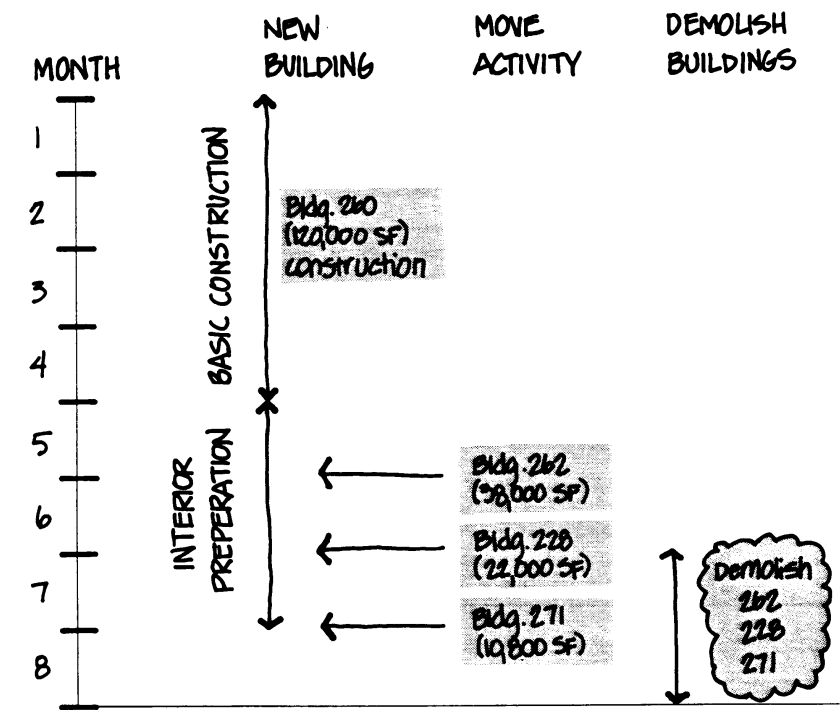 MONTH
NEW
BUILDING
MOVE
ACTIVITY
DEMOLISH
BUILDINGS
1
2
3
4
5
6
7
8
BASIC CONSTRUCTION
INTERIOR
PREPERATION
Bldg. 260
(120,000 SF)
construction
Bldg. 262
SF)
Bldg. 228
(22,000 SF)
Bldg. 271
(10,800 SF)
Demolish
262
228
271